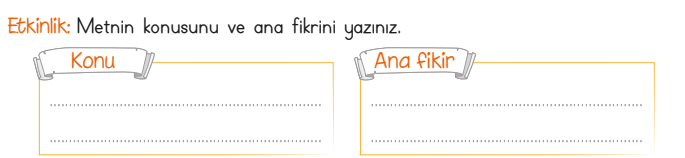 Etkinlik: Metnin konusunu ve ana fikrini yazınız.
Konu
Ana fikir